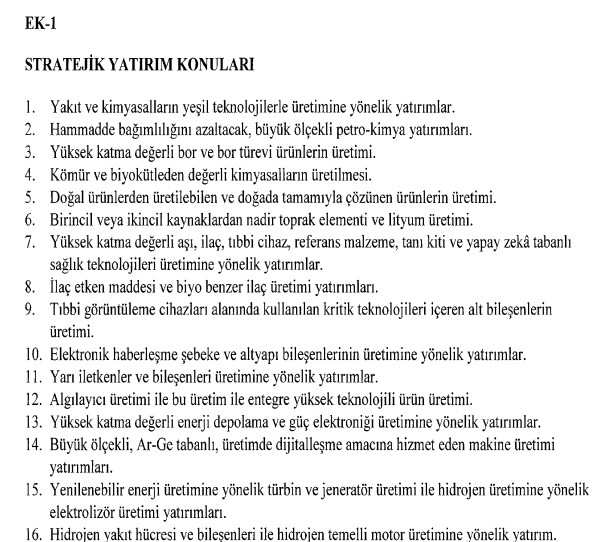 EK-1
STRATEJİK YATIRIM KONULARI
1. Yakıt ve kimyasalların yeşil teknolojilerle üretimine yönelik yatırımlar.
2. Hammadde bağımlılığını azaltacak, büyük ölçekli petro-kimya yatırımları.
3. Yüksek katma değerli bor ve bor türevi ürünlerin üretimi.
4. Kömür ve biyokütleden değerli kimyasalların üretilmesi.
5. Doğal ürünlerden üretilebilen ve doğada tamamıyla çözünen ürünlerin üretimi.
6. Birincil veya ikincil kaynaklardan nadir toprak elementi ve lityum üretimi.
7. Yüksek katma değerli aşı, ilaç, tıbbi cihaz, referans malzeme, tanı kiti ve yapay zekâ tabanlı
sağlık teknolojileri üretimine yönelik yatırımlar.
8. İlaç etken maddesi ve biyo benzer ilaç üretimi yatırımları.
9. Tıbbi görüntüleme cihazları alanında kullanılan kritik teknolojileri içeren alt bileşenlerin
üretimi.
10. Elektronik haberleşme şebeke ve altyapı bileşenlerinin üretimine yönelik yatırımlar.
11. Yarı iletkenler ve bileşenleri üretimine yönelik yatırımlar.
12. Algılayıcı üretimi ile bu üretim ile entegre yüksek teknolojili ürün üretimi.
13. Yüksek katma değerli enerji depolama ve güç elektroniği üretimine yönelik yatırımlar.
14. Büyük ölçekli, Ar-Ge tabanlı, üretimde dijitalleşme amacına hizmet eden makine üretimi
yatırımları.
15. Yenilenebilir enerji üretimine yönelik türbin ve jeneratör üretimi ile hidrojen üretimine yönelik
elektrolizör üretimi yatırımları.
16. Hidrojen yakıt hücresi ve bileşenleri ile hidrojen temelli motor üretimine yönelik yatırım.